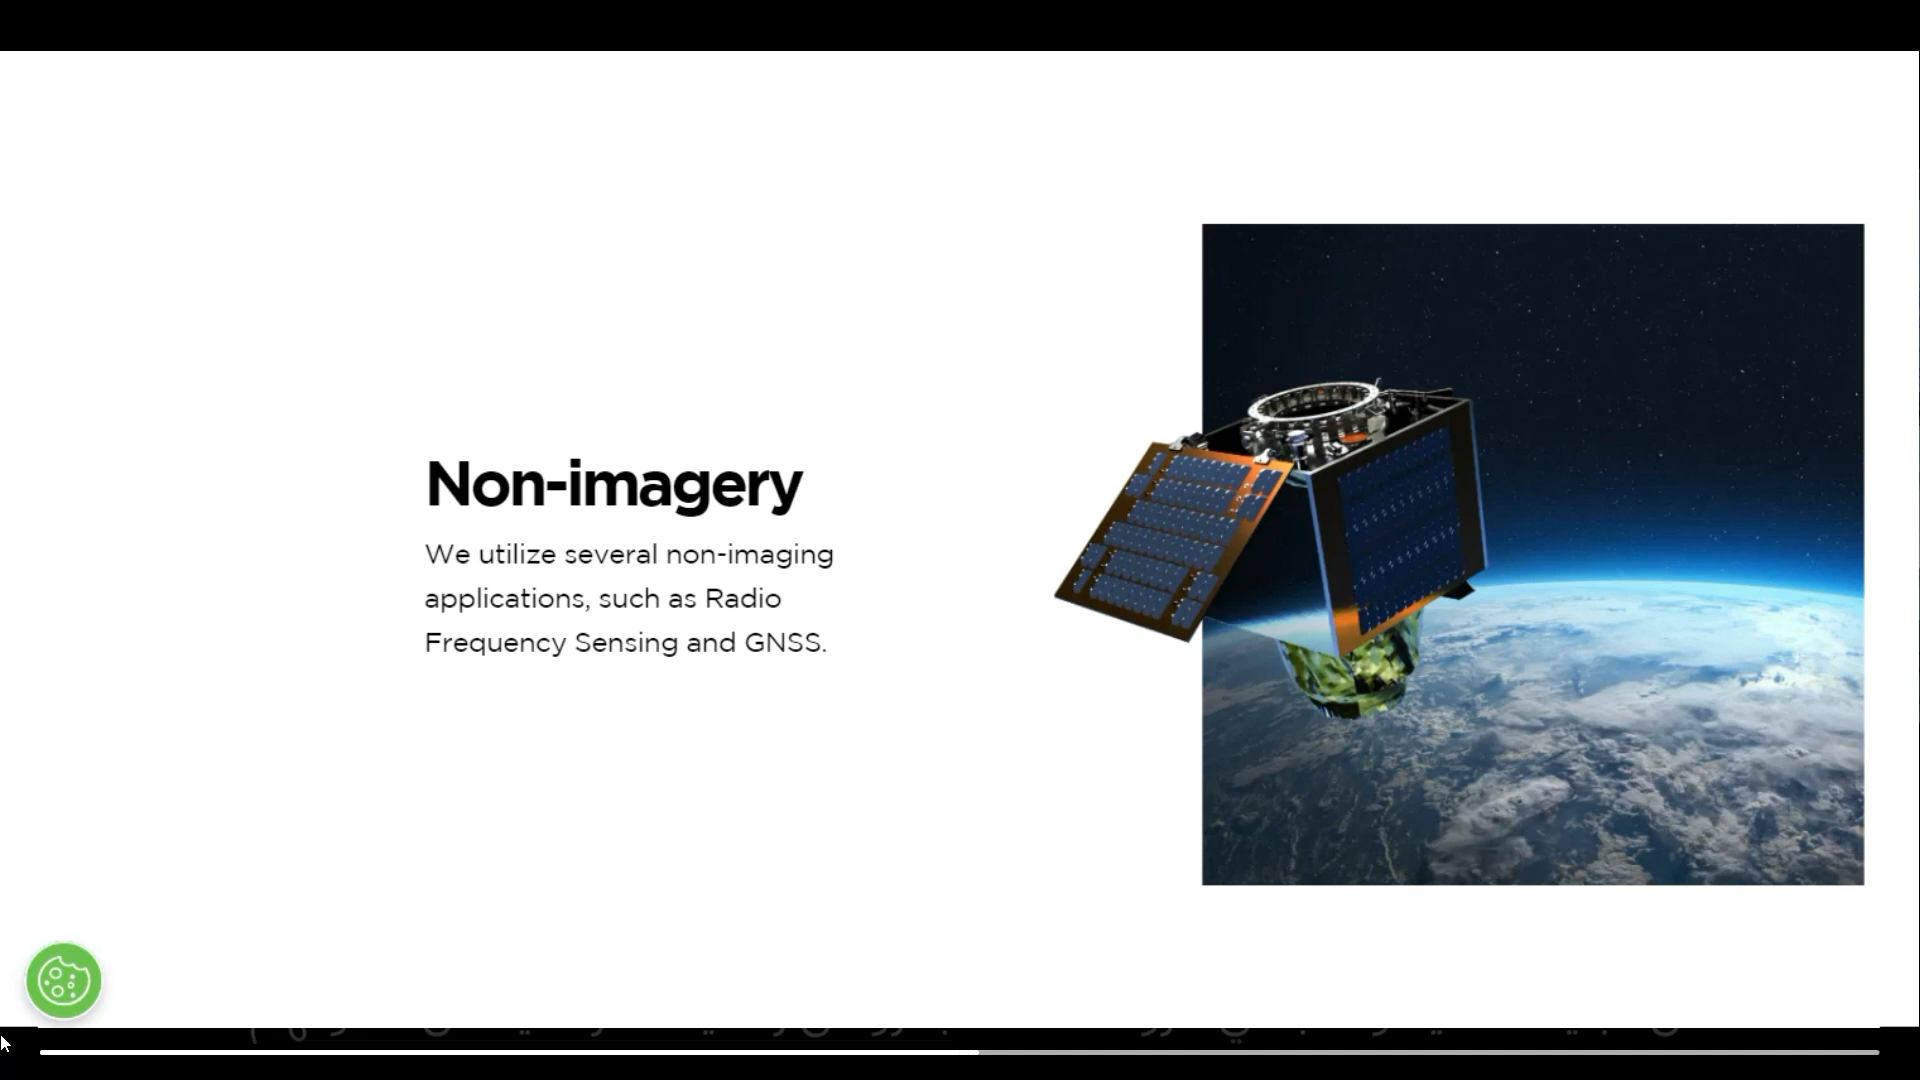 Non-imagery
We utilize several non-imaging
applications, such as Radio
Frequency Sensing and GNSS.